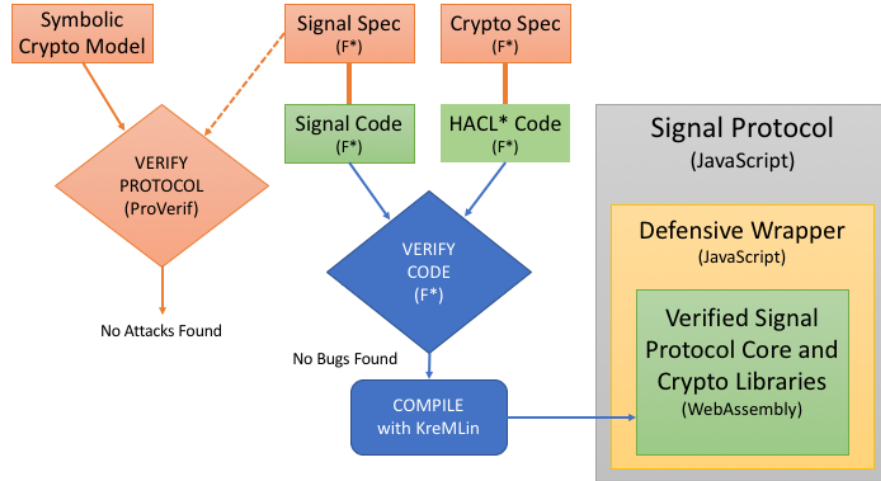 Symbolic
Crypto Model
Signal Spec
(F*)
Crypto Spec
(F*)
Signal Code
(F*)
HACL* Code
(F*)
VERIFY
PROTOCOL
(ProVerif)
No Attacks Found
VERIFY
CODE
(F*)
No Bugs Found
COMPILE
with KreMLin
Signal Protocol
(JavaScript)
Defensive Wrapper
(JavaScript)
Verified Signal
Protocol Core and
Crypto Libraries
(WebAssembly)